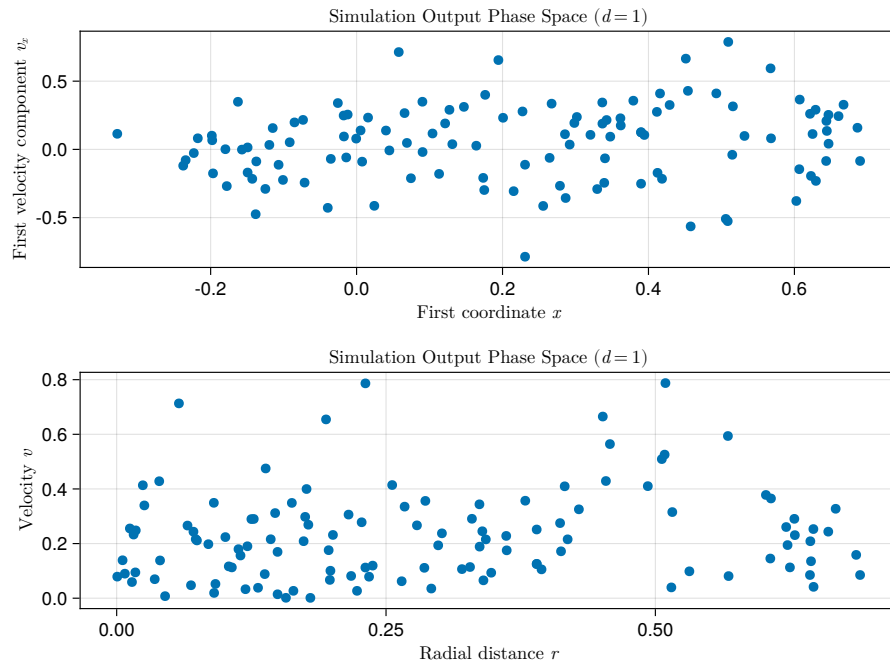 Simulation Output Phase Space (d = 1)
First velocity component vₓ
0.5
0.0
-0.5
-0.2
0.0
0.2
0.4
0.6
First coordinate x
Simulation Output Phase Space (d = 1)
Velocity v
0.8
0.6
0.4
0.2
0.0
0.00
0.25
0.50
Radial distance r